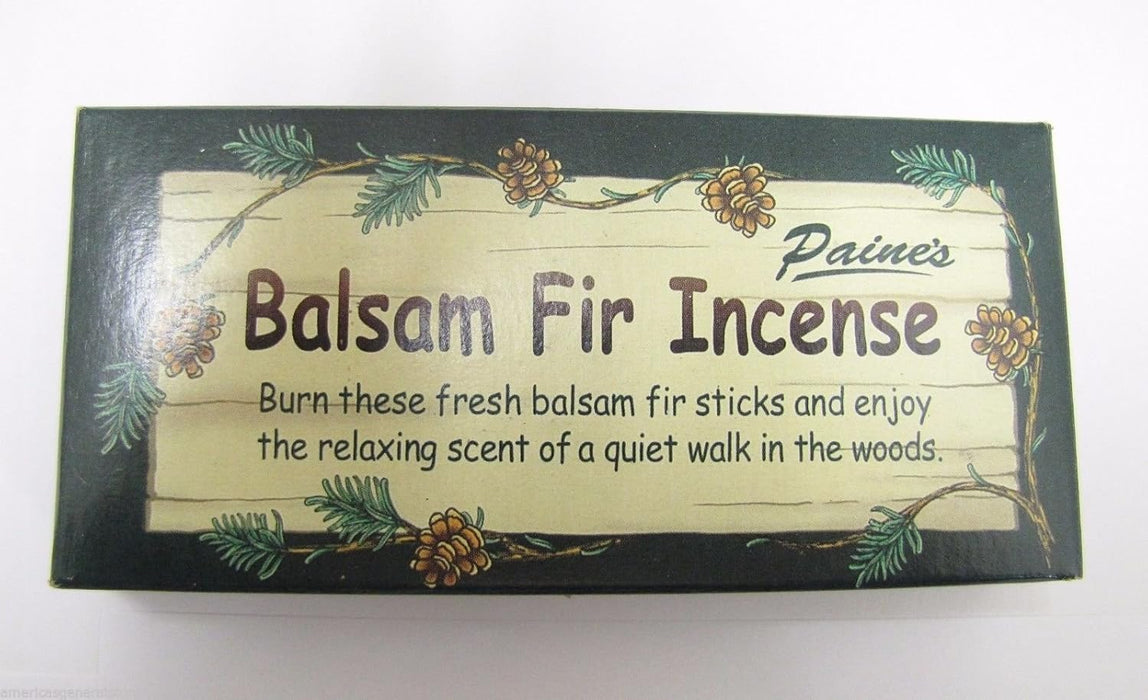 Paine's
Balsam Fir Incense
Burn these fresh balsam fir sticks and enjoy
the relaxing scent of a quiet walk in the woods.